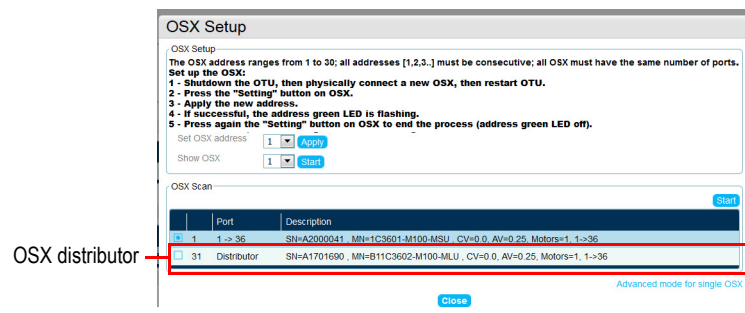 OSX Setup
OSX Setup
The OSX address ranges from 1 to 30; all addresses [1,2,3..] must be consecutive; all OSX must have the same number of ports.
Set up the OSX:
1 - Shutdown the OTU, then physically connect a new OSX, then restart OTU.
2 - Press the "Setting" button on OSX.
3 - Apply the new address.
4 - If successful, the address green LED is flashing.
5 - Press again the "Setting" button on OSX to end the process (address green LED off).
Set OSX address 1 Apply
Show OSX 1 Start
OSX Scan
Start
Port Description
1 1 -> 36 SN=A2000041 , MN=1C3601-M100-MSU , CV=0.0, AV=0.25, Motors=1, 1->36
OSX distributor
31 Distributor SN=A1701690 , MN=B11C3602-M100-MLU , CV=0.0, AV=0.25, Motors=1, 1->36
Advanced mode for single OSX
Close